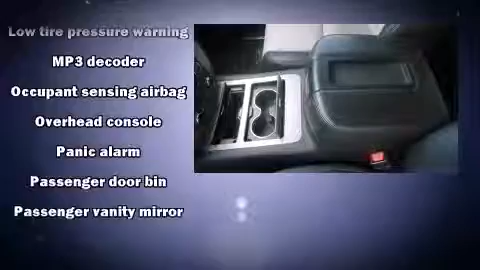 Low tire pressure warning
MP3 decoder
Occupant sensing airbag
Overhead console
Panic alarm
Passenger door bin
Passenger vanity mirror